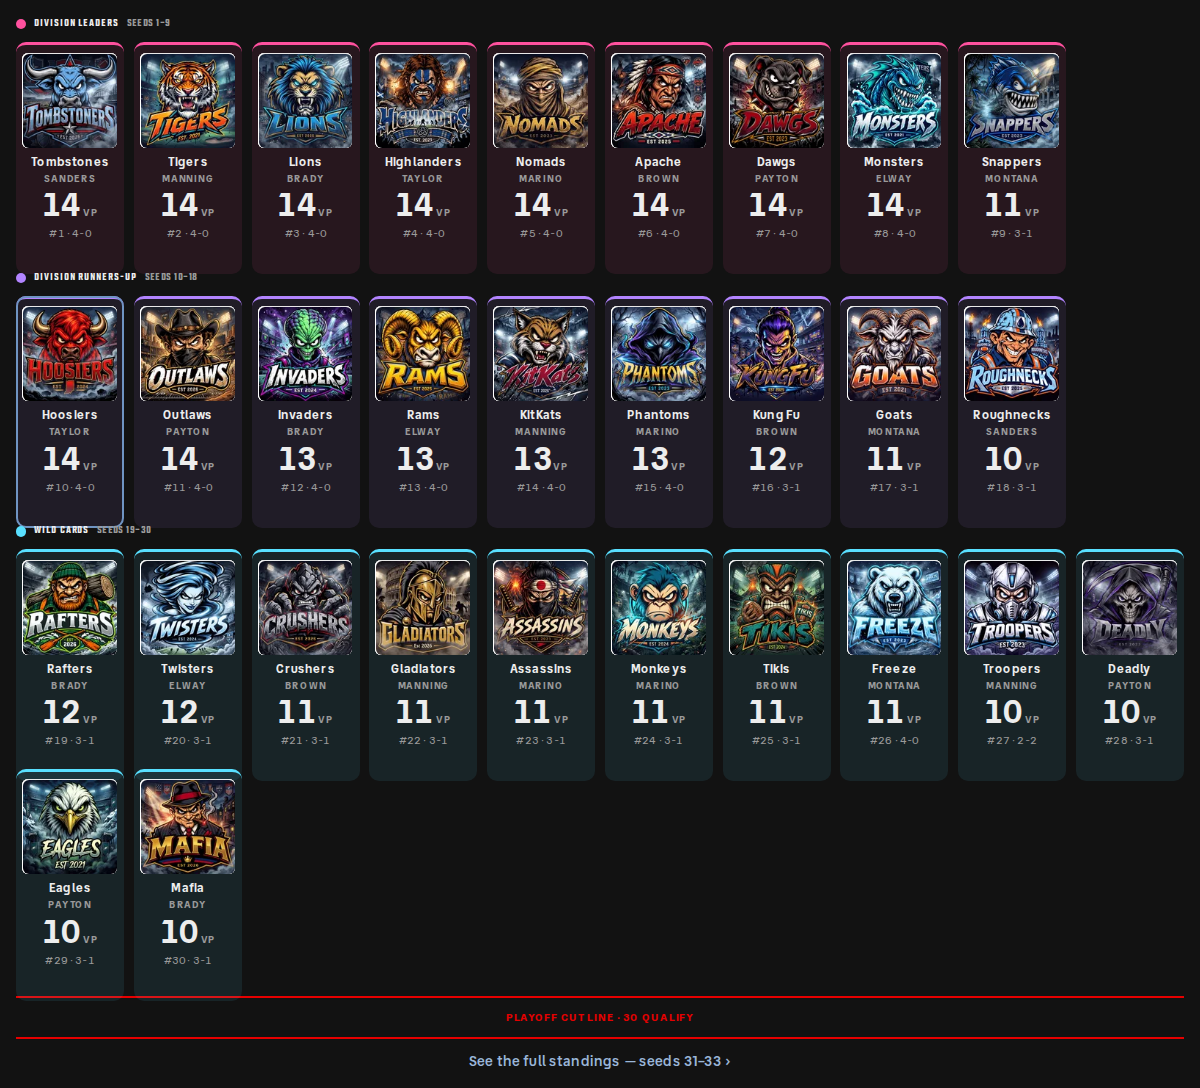 DIVISION LEADERS SEEDS 1–9
TOMBSTONERS TIGERS LIONS HIGHLANDERS NOMADS APACHE DAWGS MONSTERS SNAPPERS
Tombstones Tigers Lions Highlanders Nomads Apache Dawgs Monsters Snappers
SANDERS MANNING BRADY TAYLOR MARINO BROWN PAYTON ELWAY MONTANA
14 VP 14 VP 14 VP 14 VP 14 VP 14 VP 14 VP 14 VP 11 VP
#1 · 4-0 #2 · 4-0 #3 · 4-0 #4 · 4-0 #5 · 4-0 #6 · 4-0 #7 · 4-0 #8 · 4-0 #9 · 3-1
DIVISION RUNNERS-UP SEEDS 10–18
HOOSIERS OUTLAWS INVADERS RAMS KITKATS PHANTOMS KUNG FU GOATS ROUGHNECKS
Hoosiers Outlaws Invaders Rams KitKats Phantoms Kung Fu Goats Roughnecks
TAYLOR PAYTON BRADY ELWAY MANNING MARINO BROWN MONTANA SANDERS
14 VP 14 VP 13 VP 13 VP 13 VP 13 VP 12 VP 11 VP 10 VP
#10 · 4-0 #11 · 4-0 #12 · 4-0 #13 · 4-0 #14 · 4-0 #15 · 4-0 #16 · 3-1 #17 · 3-1 #18 · 3-1
WILD CARDS SEEDS 19–30
RAFTERS TWISTERS CRUSHERS GLADIATORS ASSASSINS MONKEYS TIKIS FREEZE TROOPERS DEADLY
Rafters Twisters Crushers Gladiators Assassins Monkeys Tikis Freeze Troopers Deadly
BRADY ELWAY BROWN MANNING MARINO MARINO BROWN MONTANA MANNING PAYTON
12 VP 12 VP 11 VP 11 VP 11 VP 11 VP 11 VP 11 VP 10 VP 10 VP
#19 · 3-1 #20 · 3-1 #21 · 3-1 #22 · 3-1 #23 · 3-1 #24 · 3-1 #25 · 3-1 #26 · 4-0 #27 · 2-2 #28 · 3-1
EAGLES MAFIA
EST 2021
Eagles Mafia
PAYTON BRADY
10 VP 10 VP
#29 · 3-1 #30 · 3-1
PLAYOFF CUT LINE · 30 QUALIFY
See the full standings — seeds 31–33 ›